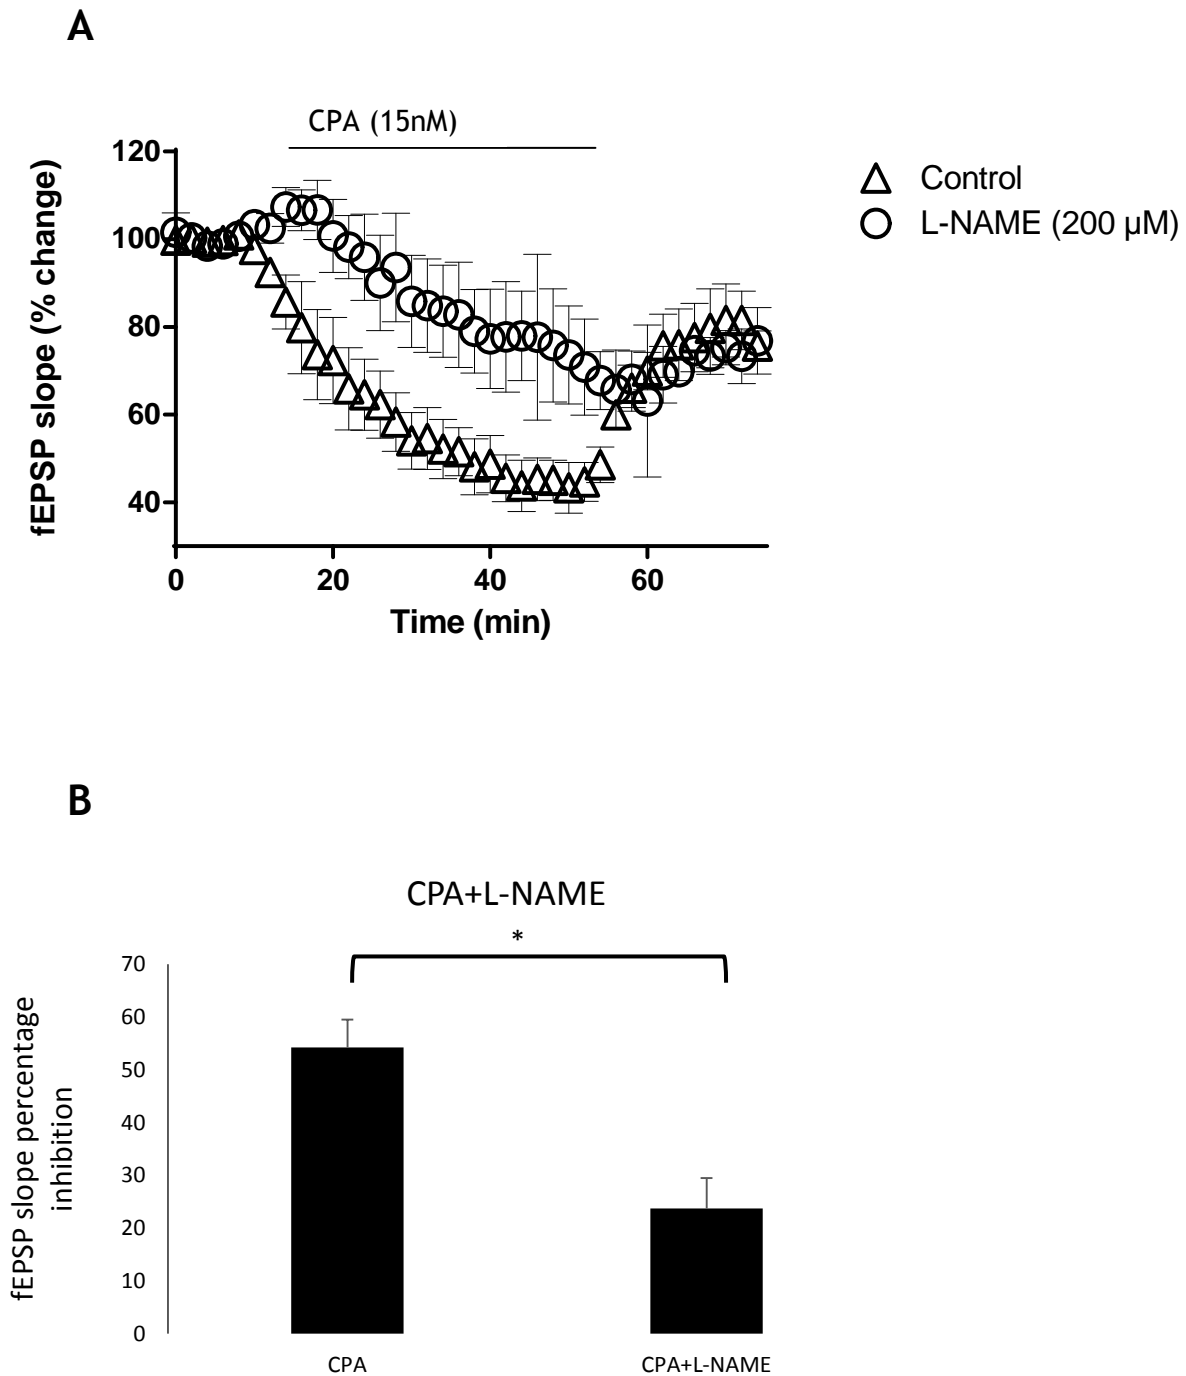 A
CPA (15nM)
120
100
80
60
40
fEPSP slope (% change)
0
20
40
60
Time (min)
Control
L-NAME (200 µM)
B
CPA+L-NAME
*
70
60
50
40
30
20
10
0
fEPSP slope percentage
inhibition
CPA
CPA+L-NAME